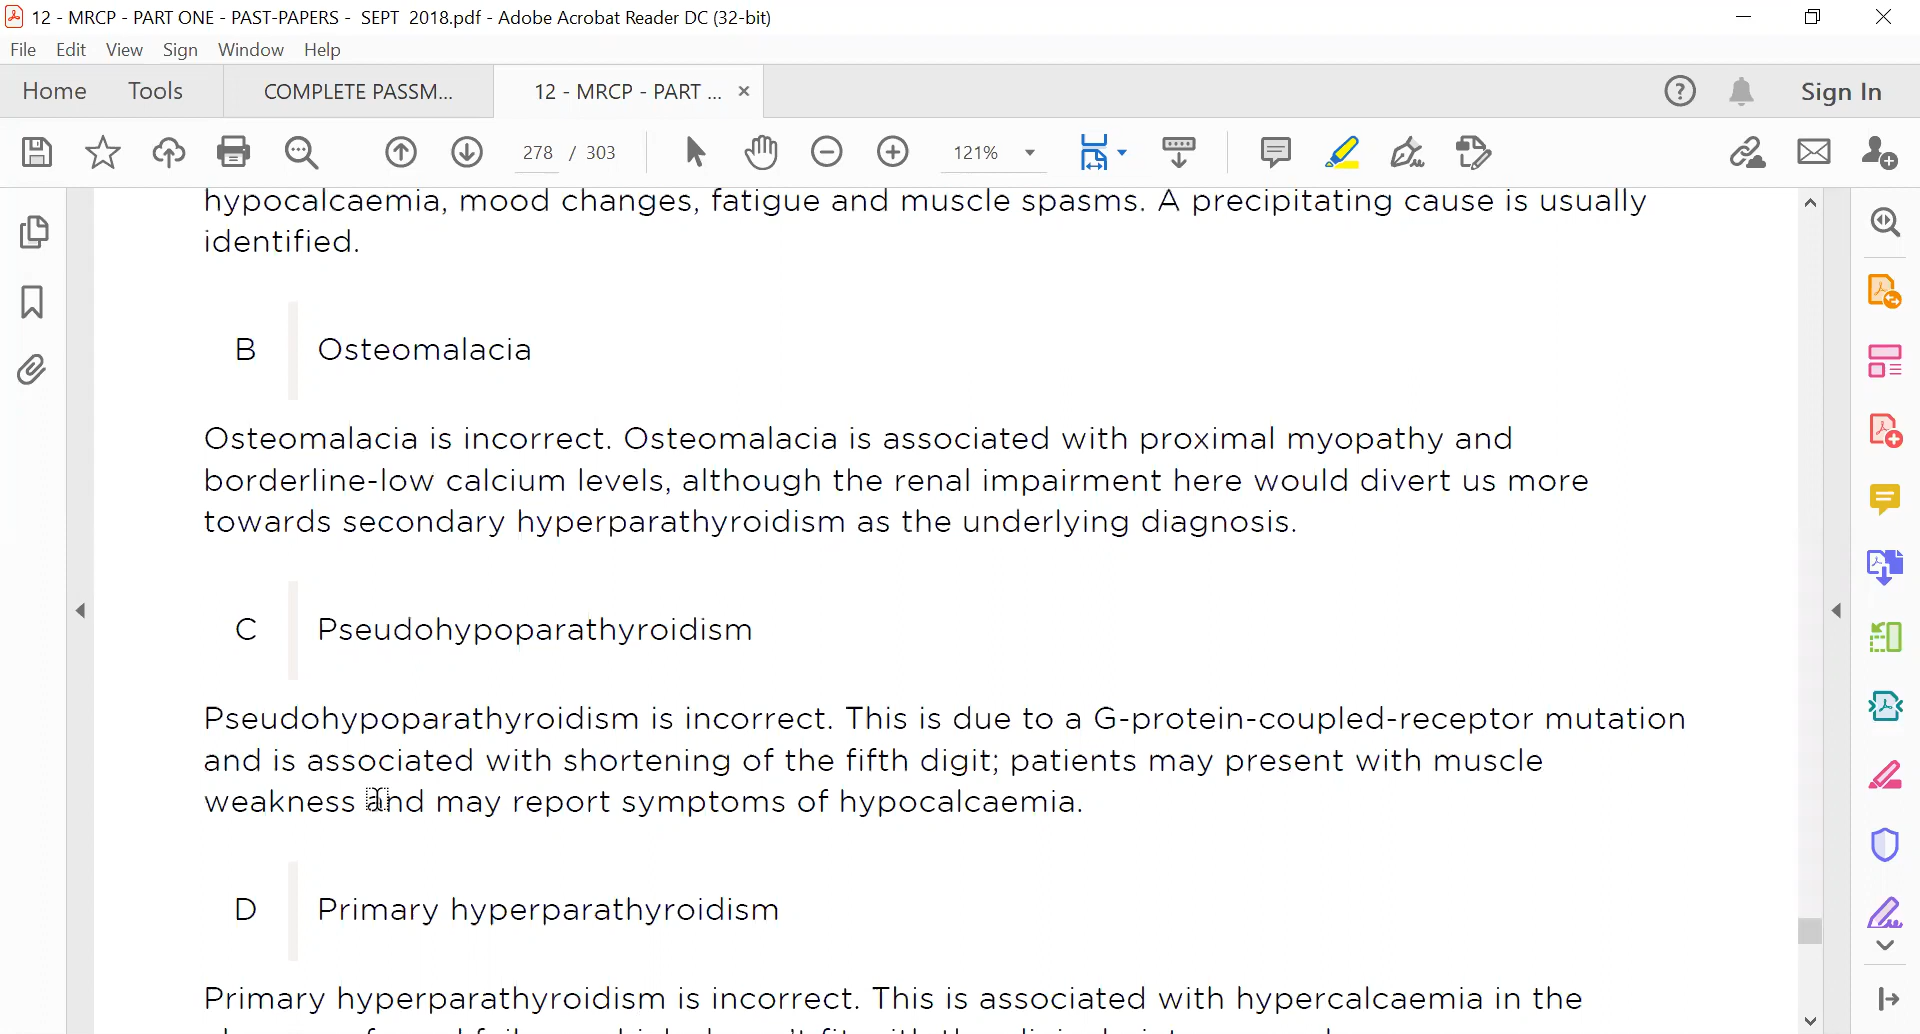 12 - MRCP - PART ONE - PAST-PAPERS - SEPT 2018.pdf - Adobe Acrobat Reader DC (32-bit)
File Edit View Sign Window Help
Home Tools COMPLETE PASSM... 12 - MRCP - PART ... × Sign In
278 / 303 121%
hypocalcaemia, mood changes, fatigue and muscle spasms. A precipitating cause is usually
identified.
B Osteomalacia
Osteomalacia is incorrect. Osteomalacia is associated with proximal myopathy and
borderline-low calcium levels, although the renal impairment here would divert us more
towards secondary hyperparathyroidism as the underlying diagnosis.
C Pseudohypoparathyroidism
Pseudohypoparathyroidism is incorrect. This is due to a G-protein-coupled-receptor mutation
and is associated with shortening of the fifth digit; patients may present with muscle
weakness and may report symptoms of hypocalcaemia.
D Primary hyperparathyroidism
Primary hyperparathyroidism is incorrect. This is associated with hypercalcaemia in the